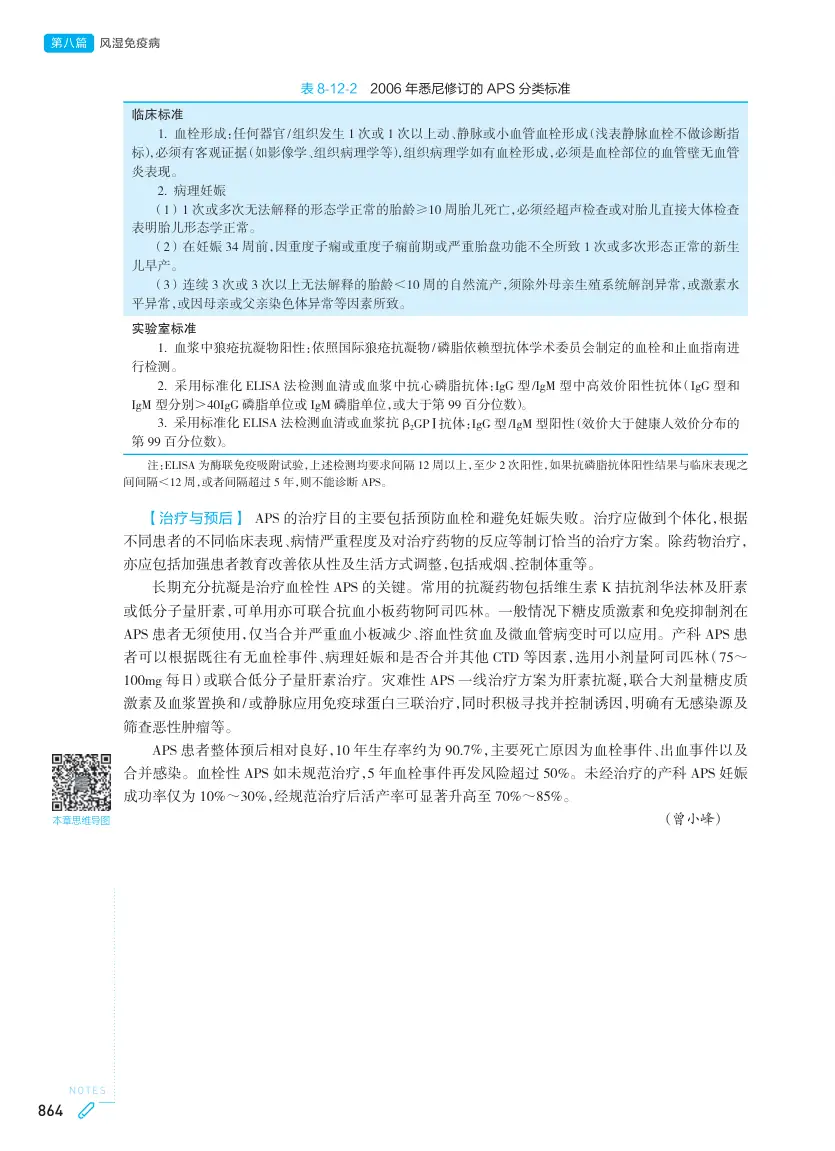 第八篇 风湿免疫病
表 8-12-2 2006 年悉尼修订的 APS 分类标准
临床标准
1. 血栓形成:任何器官/组织发生 1 次或 1 次以上动、静脉或小血管血栓形成(浅表静脉血栓不做诊断指
标),必须有客观证据(如影像学、组织病理学等),组织病理学如有血栓形成,必须是血栓部位的血管壁无血管
炎表现。
2. 病理妊娠
(1)1 次或多次无法解释的形态学正常的胎龄≥10 周胎儿死亡,必须经超声检查或对胎儿直接大体检查
表明胎儿形态学正常。
(2)在妊娠 34 周前,因重度子痫或重度子痫前期或严重胎盘功能不全所致 1 次或多次形态正常的新生
儿早产。
(3)连续 3 次或 3 次以上无法解释的胎龄<10 周的自然流产,须除外母亲生殖系统解剖异常,或激素水
平异常,或因母亲或父亲染色体异常等因素所致。
实验室标准
1. 血浆中狼疮抗凝物阳性:依照国际狼疮抗凝物/磷脂依赖型抗体学术委员会制定的血栓和止血指南进
行检测。
2. 采用标准化 ELISA 法检测血清或血浆中抗心磷脂抗体:IgG 型/IgM 型中高效价阳性抗体(IgG 型和
IgM 型分别>40IgG 磷脂单位或 IgM 磷脂单位,或大于第 99 百分位数)。
3. 采用标准化 ELISA 法检测血清或血浆抗 β₂GPⅠ抗体:IgG 型/IgM 型阳性(效价大于健康人效价分布的
第 99 百分位数)。
注:ELISA 为酶联免疫吸附试验,上述检测均要求间隔 12 周以上,至少 2 次阳性,如果抗磷脂抗体阳性结果与临床表现之
间间隔<12 周,或者间隔超过 5 年,则不能诊断 APS。
【治疗与预后】 APS 的治疗目的主要包括预防血栓和避免妊娠失败。治疗应做到个体化,根据
不同患者的不同临床表现、病情严重程度及对治疗药物的反应等制订恰当的治疗方案。除药物治疗,
亦应包括加强患者教育改善依从性及生活方式调整,包括戒烟、控制体重等。
长期充分抗凝是治疗血栓性 APS 的关键。常用的抗凝药物包括维生素 K 拮抗剂华法林及肝素
或低分子量肝素,可单用亦可联合抗血小板药物阿司匹林。一般情况下糖皮质激素和免疫抑制剂在
APS 患者无须使用,仅当合并严重血小板减少、溶血性贫血及微血管病变时可以应用。产科 APS 患
者可以根据既往有无血栓事件、病理妊娠和是否合并其他 CTD 等因素,选用小剂量阿司匹林(75~
100mg 每日)或联合低分子量肝素治疗。灾难性 APS 一线治疗方案为肝素抗凝,联合大剂量糖皮质
激素及血浆置换和/或静脉应用免疫球蛋白三联治疗,同时积极寻找并控制诱因,明确有无感染源及
筛查恶性肿瘤等。
APS 患者整体预后相对良好,10 年生存率约为 90.7%,主要死亡原因为血栓事件、出血事件以及
合并感染。血栓性 APS 如未规范治疗,5 年血栓事件再发风险超过 50%。未经治疗的产科 APS 妊娠
成功率仅为 10%~30%,经规范治疗后活产率可显著升高至 70%~85%。
(曾小峰)
本章思维导图
NOTES
864